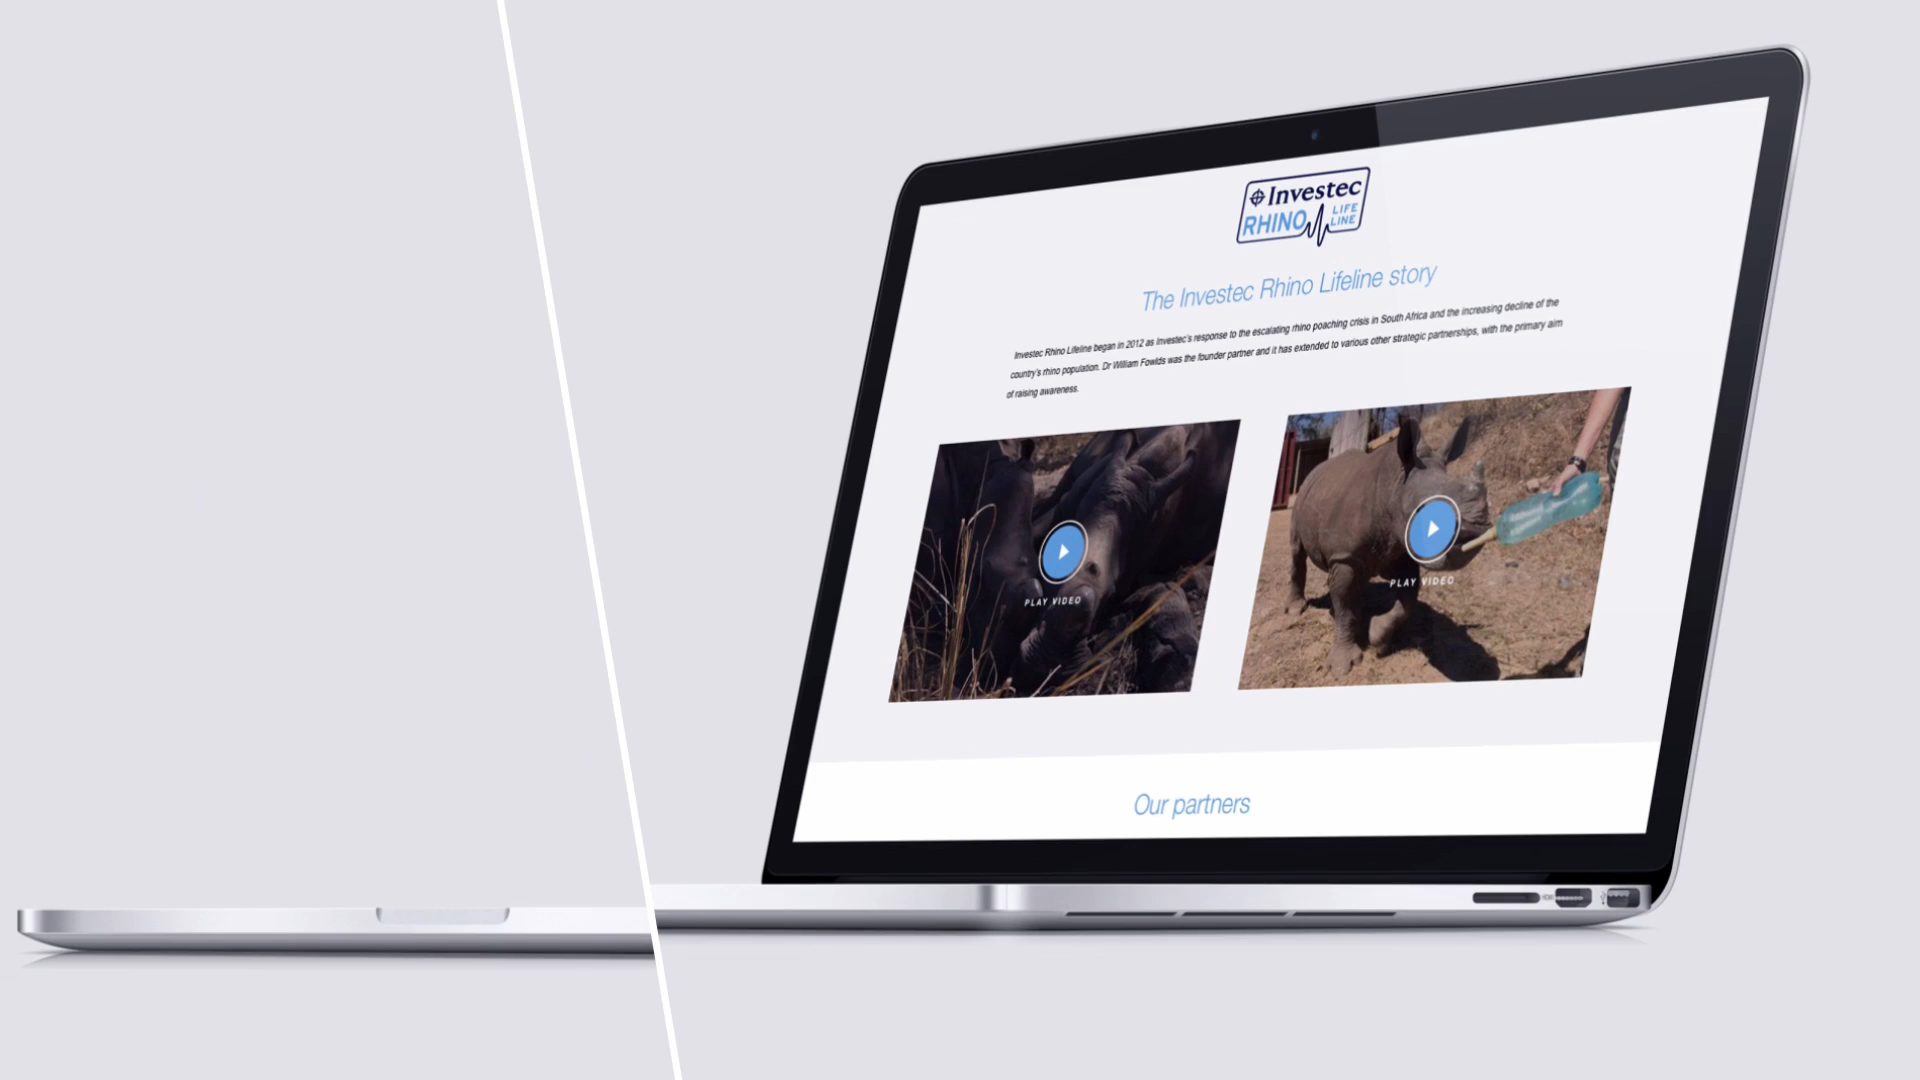 Investec
RHINO LIFE
LINE
The Investec Rhino Lifeline story
Investec Rhino Lifeline began in 2012 as Investec's response to the escalating rhino poaching crisis in South Africa and the increasing decline of the
country's rhino population. Dr William Fowlds was the founder partner and it has extended to various other strategic partnerships, with the primary aim
of raising awareness.
PLAY VIDEO
PLAY VIDEO
Our partners